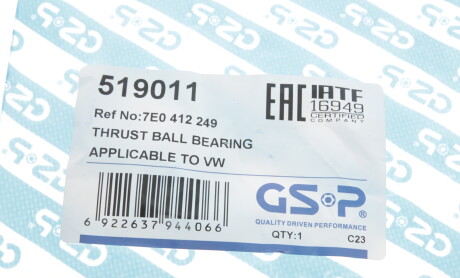 519011
Ref No:7E0 412 249
THRUST BALL BEARING
APPLICABLE TO VW
6 922637 944066
EAC
IATF
16949
CERTIFIED
COMPANY
GSP®
QUALITY DRIVEN PERFORMANCE
QTY:1 C23